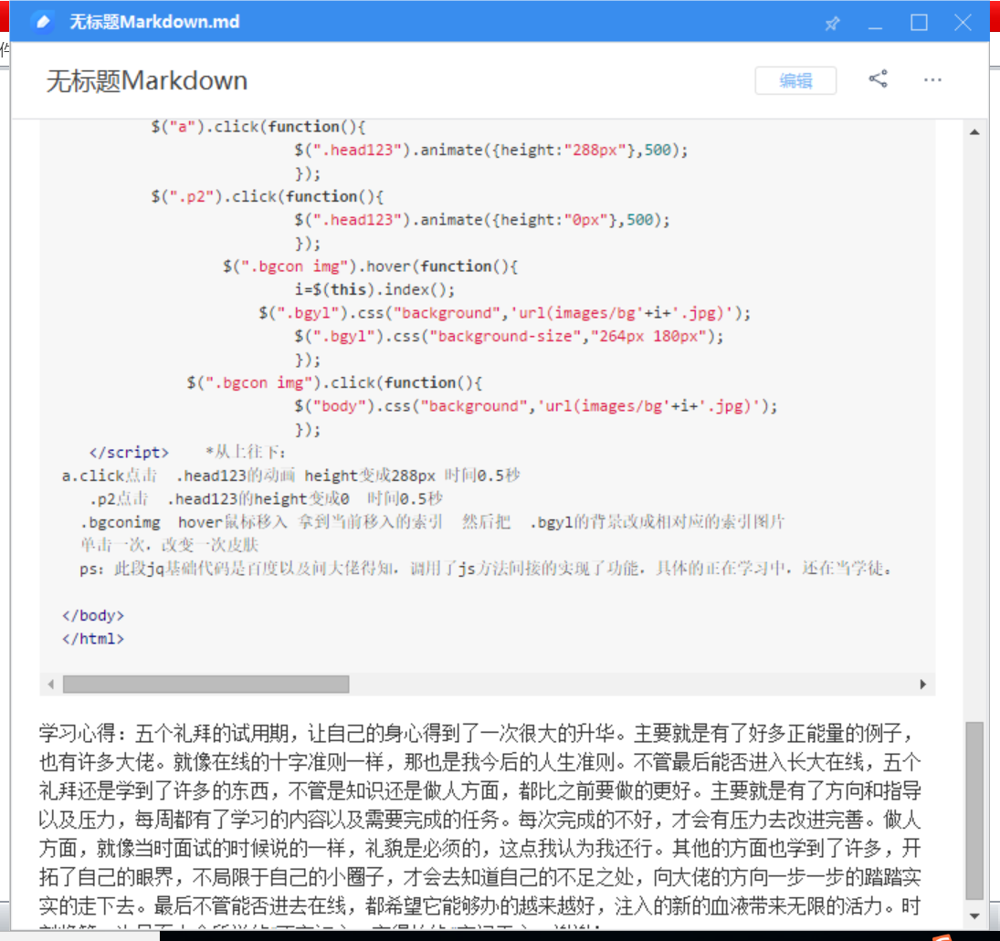 无标题Markdown.md
件
无标题Markdown
编辑
$("a").click(function(){
$(".head123").animate({height:"288px"},500);
});
$(".p2").click(function(){
$(".head123").animate({height:"0px"},500);
});
$(".bgcon img").hover(function(){
i=$(this).index();
$(".bgyl").css("background",'url(images/bg'+i+'.jpg)');
$(".bgyl").css("background-size","264px 180px");
});
$(".bgcon img").click(function(){
$("body").css("background",'url(images/bg'+i+'.jpg)');
});
</script> *从上往下：
a.click点击 .head123的动画 height变成288px 时间0.5秒
.p2点击 .head123的height变成0 时间0.5秒
.bgconimg hover鼠标移入 拿到当前移入的索引 然后把 .bgyl的背景改成相对应的索引图片
单击一次，改变一次皮肤
ps：此段jq基础代码是百度以及问大佬得知，调用了js方法间接的实现了功能，具体的正在学习中，还在当学徒。
</body>
</html>
学习心得：五个礼拜的试用期，让自己的身心得到了一次很大的升华。主要就是有了好多正能量的例子，
也有许多大佬。就像在线的十字准则一样，那也是我今后的人生准则。不管最后能否进入长大在线，五个
礼拜还是学到了许多的东西，不管是知识还是做人方面，都比之前要做的更好。主要就是有了方向和指导
以及压力，每周都有了学习的内容以及需要完成的任务。每次完成的不好，才会有压力去改进完善。做人
方面，就像当时面试的时候说的一样，礼貌是必须的，这点我认为我还行。其他的方面也学到了许多，开
拓了自己的眼界，不局限于自己的小圈子，才会去知道自己的不足之处，向大佬的方向一步一步的踏踏实
实的走下去。最后不管能否进去在线，都希望它能够办的越来越好，注入的新的血液带来无限的活力。时